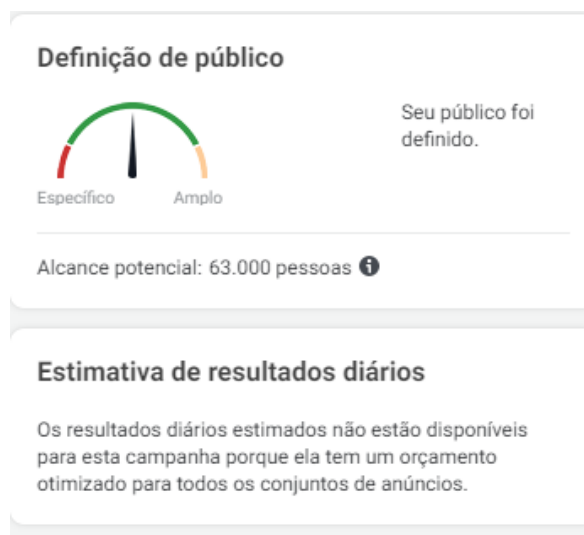 Definição de público
Seu público foi
definido.
Específico
Amplo
Alcance potencial: 63.000 pessoas
Estimativa de resultados diários
Os resultados diários estimados não estão disponíveis
para esta campanha porque ela tem um orçamento
otimizado para todos os conjuntos de anúncios.